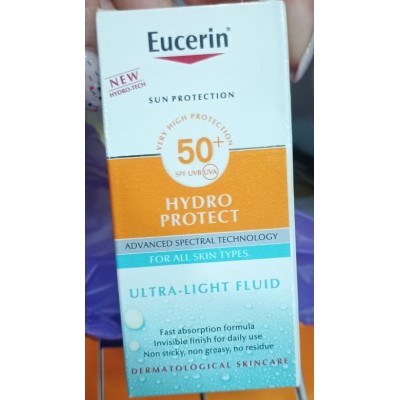 Eucerin®
NEW
HYDRO-TECH
SUN PROTECTION
VERY HIGH PROTECTION
50+
SPF UVB UVA
HYDRO
PROTECT
ADVANCED SPECTRAL TECHNOLOGY
FOR ALL SKIN TYPES.
ULTRA-LIGHT FLUID
Fast absorption formula
Invisible finish for daily use
Non sticky, non greasy, no residue
DERMATOLOGICAL SKINCARE